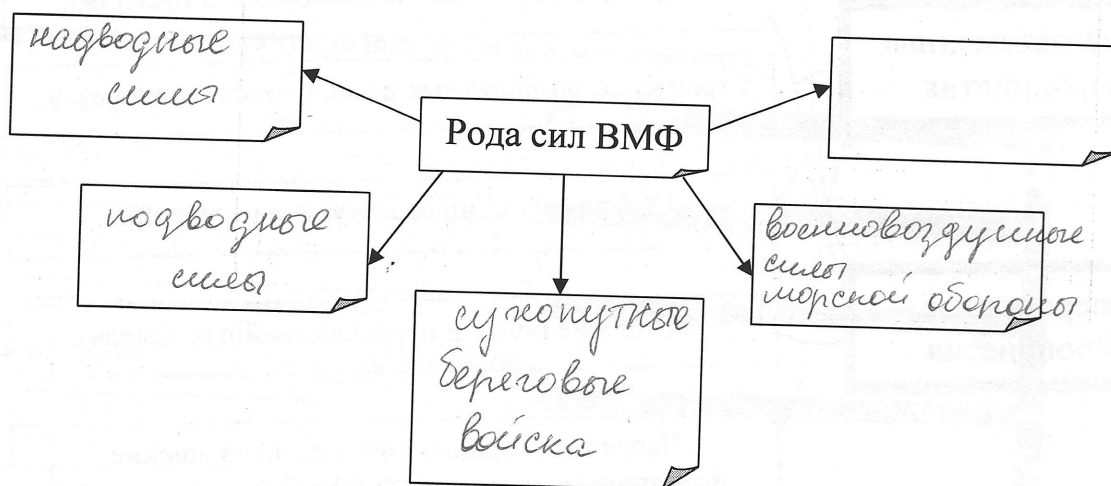 надводные
силы
Рода сил ВМФ
подводные
силы
военновоздушные
силы
морской обороны
сухопутные
береговые
войска